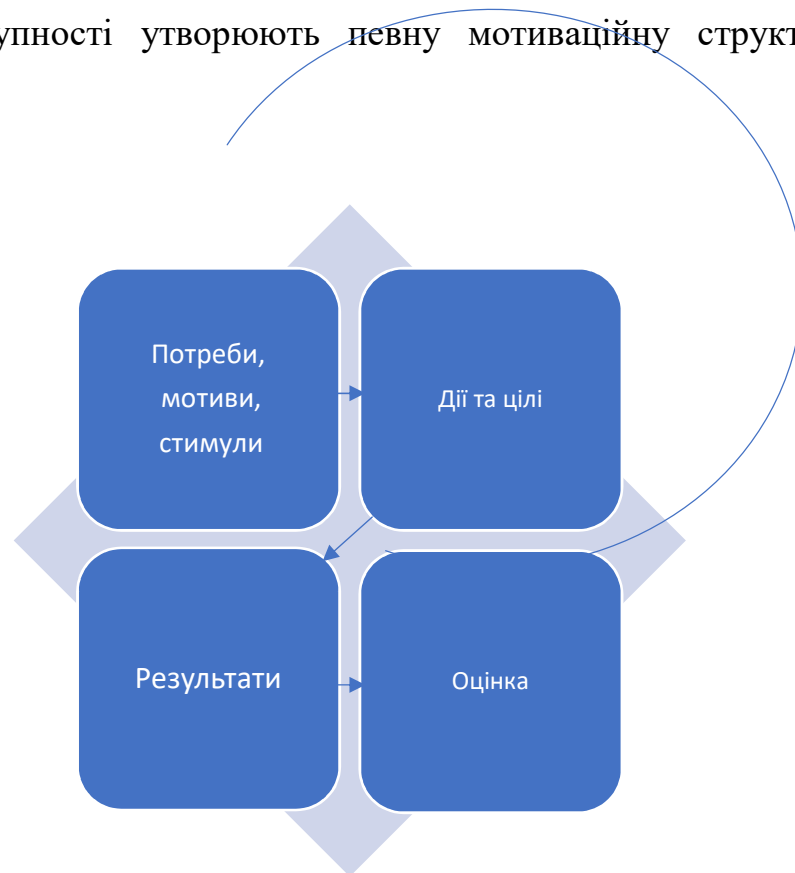 упності утворюють певну мотиваційну структ
Потреби,
мотиви,
стимули
Дії та цілі
Результати
Оцінка